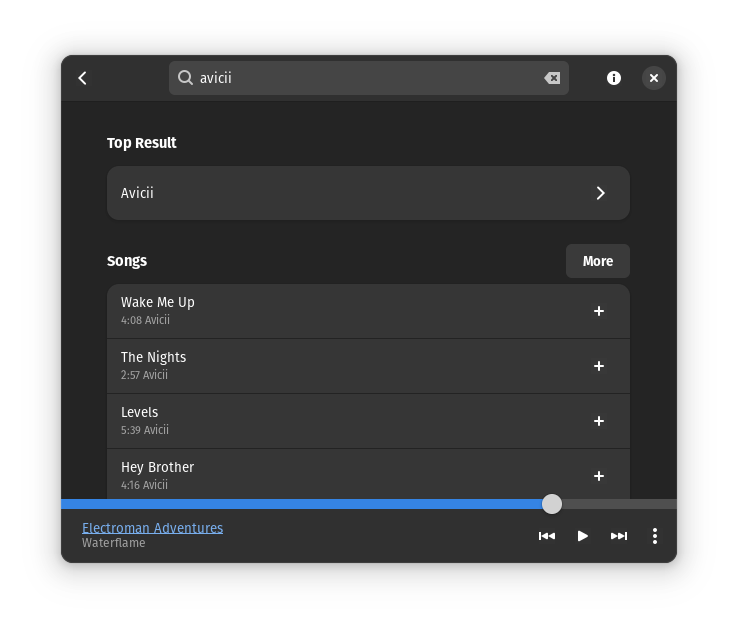 avicii
Top Result
Avicii
Songs
More
Wake Me Up
4:08 Avicii
The Nights
2:57 Avicii
Levels
5:39 Avicii
Hey Brother
4:16 Avicii
Electroman Adventures
Waterflame